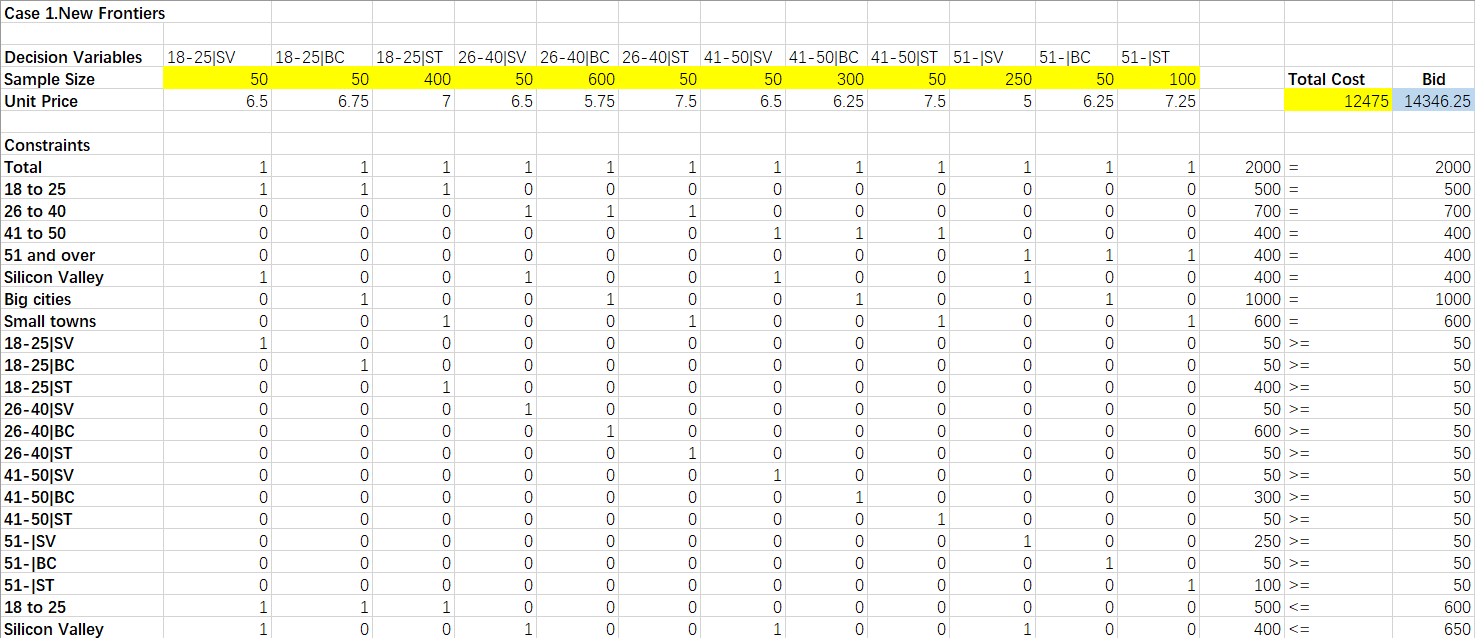 Case 1.New Frontiers
Decision Variables 18-25|SV 18-25|BC 18-25|ST 26-40|SV 26-40|BC 26-40|ST 41-50|SV 41-50|BC 41-50|ST 51-|SV 51-|BC 51-|ST
Sample Size 50 50 400 50 600 50 50 300 50 250 50 100 Total Cost Bid
Unit Price 6.5 6.75 7 6.5 5.75 7.5 6.5 6.25 7.5 5 6.25 7.25 12475 14346.25
Constraints
Total 1 1 1 1 1 1 1 1 1 1 1 1 2000 = 2000
18 to 25 1 1 1 0 0 0 0 0 0 0 0 0 500 = 500
26 to 40 0 0 0 1 1 1 0 0 0 0 0 0 700 = 700
41 to 50 0 0 0 0 0 0 1 1 1 0 0 0 400 = 400
51 and over 0 0 0 0 0 0 0 0 0 1 1 1 400 = 400
Silicon Valley 1 0 0 1 0 0 1 0 0 1 0 0 400 = 400
Big cities 0 1 0 0 1 0 0 1 0 0 1 0 1000 = 1000
Small towns 0 0 1 0 0 1 0 0 1 0 0 1 600 = 600
18-25|SV 1 0 0 0 0 0 0 0 0 0 0 0 50 >= 50
18-25|BC 0 1 0 0 0 0 0 0 0 0 0 0 50 >= 50
18-25|ST 0 0 1 0 0 0 0 0 0 0 0 0 400 >= 50
26-40|SV 0 0 0 1 0 0 0 0 0 0 0 0 50 >= 50
26-40|BC 0 0 0 0 1 0 0 0 0 0 0 0 600 >= 50
26-40|ST 0 0 0 0 0 1 0 0 0 0 0 0 50 >= 50
41-50|SV 0 0 0 0 0 0 1 0 0 0 0 0 50 >= 50
41-50|BC 0 0 0 0 0 0 0 1 0 0 0 0 300 >= 50
41-50|ST 0 0 0 0 0 0 0 0 1 0 0 0 50 >= 50
51-|SV 0 0 0 0 0 0 0 0 0 1 0 0 250 >= 50
51-|BC 0 0 0 0 0 0 0 0 0 0 1 0 50 >= 50
51-|ST 0 0 0 0 0 0 0 0 0 0 0 1 100 >= 50
18 to 25 1 1 1 0 0 0 0 0 0 0 0 0 500 <= 600
Silicon Valley 1 0 0 1 0 0 1 0 0 1 0 0 400 <= 650